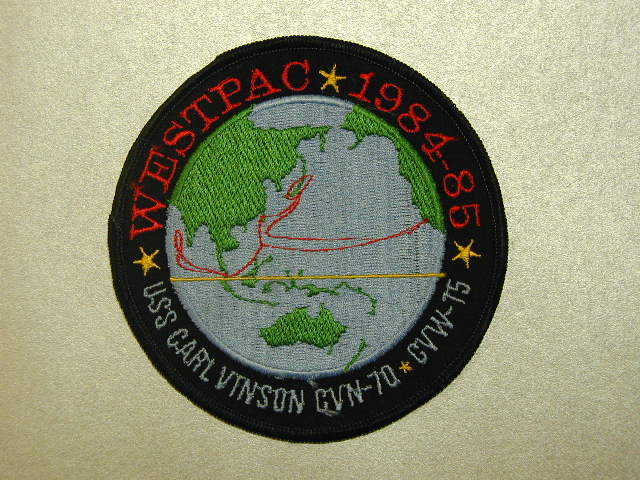 WESTPAC 1984-85
USS CARL VINSON CVN-70 CVW-15